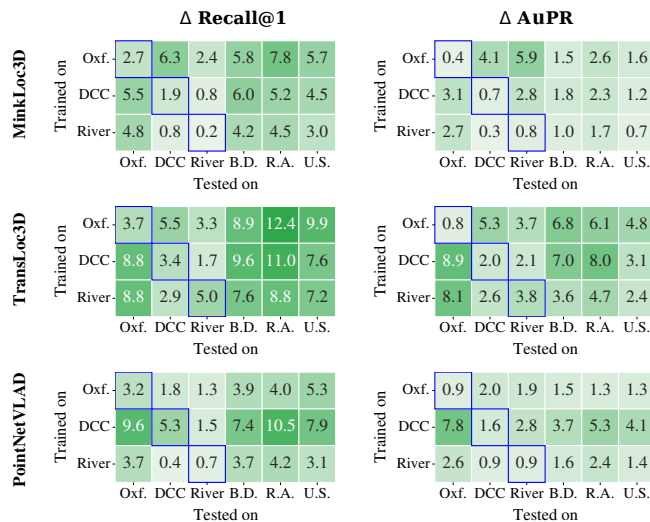 Δ Recall@1
Δ AuPR
MinkLoc3D
Trained on
Oxf. 2.7 6.3 2.4 5.8 7.8 5.7
DCC 5.5 1.9 0.8 6.0 5.2 4.5
River 4.8 0.8 0.2 4.2 4.5 3.0
Oxf. DCC River B.D. R.A. U.S.
Tested on
Trained on
Oxf. 0.4 4.1 5.9 1.5 2.6 1.6
DCC 3.1 0.7 2.8 1.8 2.3 1.2
River 2.7 0.3 0.8 1.0 1.7 0.7
Oxf. DCC River B.D. R.A. U.S.
Tested on
TransLoc3D
Trained on
Oxf. 3.7 5.5 3.3 8.9 12.4 9.9
DCC 8.8 3.4 1.7 9.6 11.0 7.6
River 8.8 2.9 5.0 7.6 8.8 7.2
Oxf. DCC River B.D. R.A. U.S.
Tested on
Trained on
Oxf. 0.8 5.3 3.7 6.8 6.1 4.8
DCC 8.9 2.0 2.1 7.0 8.0 3.1
River 8.1 2.6 3.8 3.6 4.7 2.4
Oxf. DCC River B.D. R.A. U.S.
Tested on
PointNetVLAD
Trained on
Oxf. 3.2 1.8 1.3 3.9 4.0 5.3
DCC 9.6 5.3 1.5 7.4 10.5 7.9
River 3.7 0.4 0.7 3.7 4.2 3.1
Oxf. DCC River B.D. R.A. U.S.
Tested on
Trained on
Oxf. 0.9 2.0 1.9 1.5 1.3 1.3
DCC 7.8 1.6 2.8 3.7 5.3 4.1
River 2.6 0.9 0.9 1.6 2.4 1.4
Oxf. DCC River B.D. R.A. U.S.
Tested on